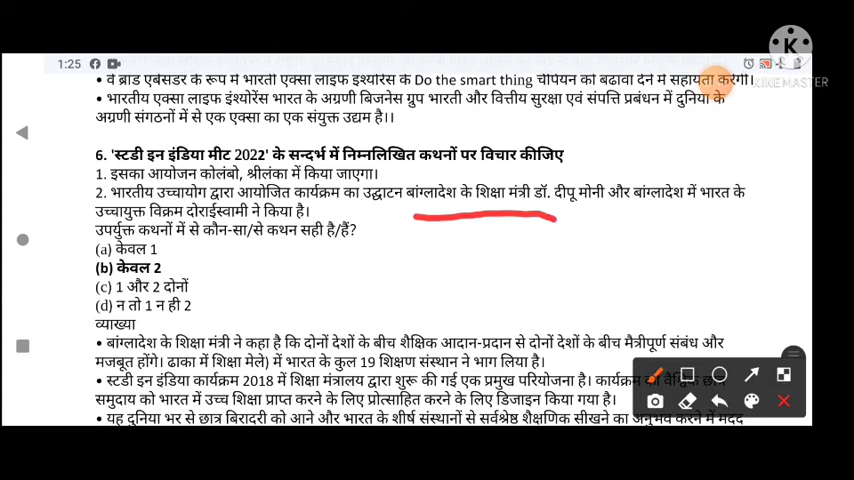 1:25
K
KINEMASTER
• वे ब्रांड एंबेसडर के रूप में भारती एक्सा लाइफ इंश्योरेंस के Do the smart thing चैंपियन को बढावा देने में सहायता करेंगी।
• भारतीय एक्सा लाइफ इंश्योरेंस भारत के अग्रणी बिजनेस ग्रुप भारती और वित्तीय सुरक्षा एवं संपत्ति प्रबंधन में दुनिया के
अग्रणी संगठनों में से एक एक्सा का एक संयुक्त उद्यम है।।
6. 'स्टडी इन इंडिया मीट 2022' के सन्दर्भ में निम्नलिखित कथनों पर विचार कीजिए
1. इसका आयोजन कोलंबो, श्रीलंका में किया जाएगा।
2. भारतीय उच्चायोग द्वारा आयोजित कार्यक्रम का उद्घाटन बांग्लादेश के शिक्षा मंत्री डॉ. दीपू मोनी और बांग्लादेश में भारत के
उच्चायुक्त विक्रम दोराईस्वामी ने किया है।
उपर्युक्त कथनों में से कौन-सा/से कथन सही है/हैं?
(a) केवल 1
(b) केवल 2
(c) 1 और 2 दोनों
(d) न तो 1 न ही 2
व्याख्या
• बांग्लादेश के शिक्षा मंत्री ने कहा है कि दोनों देशों के बीच शैक्षिक आदान-प्रदान से दोनों देशों के बीच मैत्रीपूर्ण संबंध और
मजबूत होंगे। ढाका में शिक्षा मेले) में भारत के कुल 19 शिक्षण संस्थान ने भाग लिया है।
• स्टडी इन इंडिया कार्यक्रम 2018 में शिक्षा मंत्रालय द्वारा शुरू की गई एक प्रमुख परियोजना है। कार्यक्रम का वैश्विक छात्र
समुदाय को भारत में उच्च शिक्षा प्राप्त करने के लिए प्रोत्साहित करने के लिए डिजाइन किया गया है।
• यह दुनिया भर से छात्र बिरादरी को आने और भारत के शीर्ष संस्थानों से सर्वश्रेष्ठ शैक्षणिक सीखने का अनुभव करने में मदद